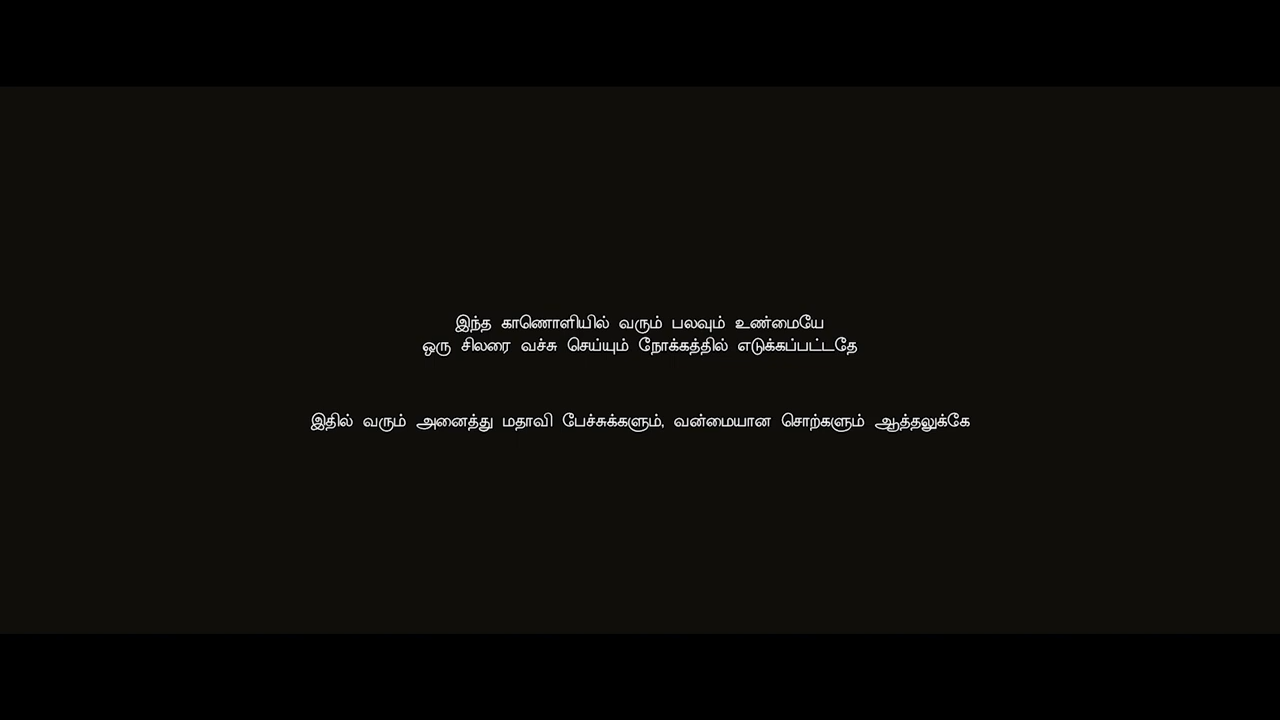 இந்த காணொளியில் வரும் பலவும் உண்மையே
ஒரு சிலரை வச்சு செய்யும் நோக்கத்தில் எடுக்கப்பட்டதே
இதில் வரும் அனைத்து மதாவி பேச்சுக்களும், வன்மையான சொற்களும் ஆத்தலுக்கே